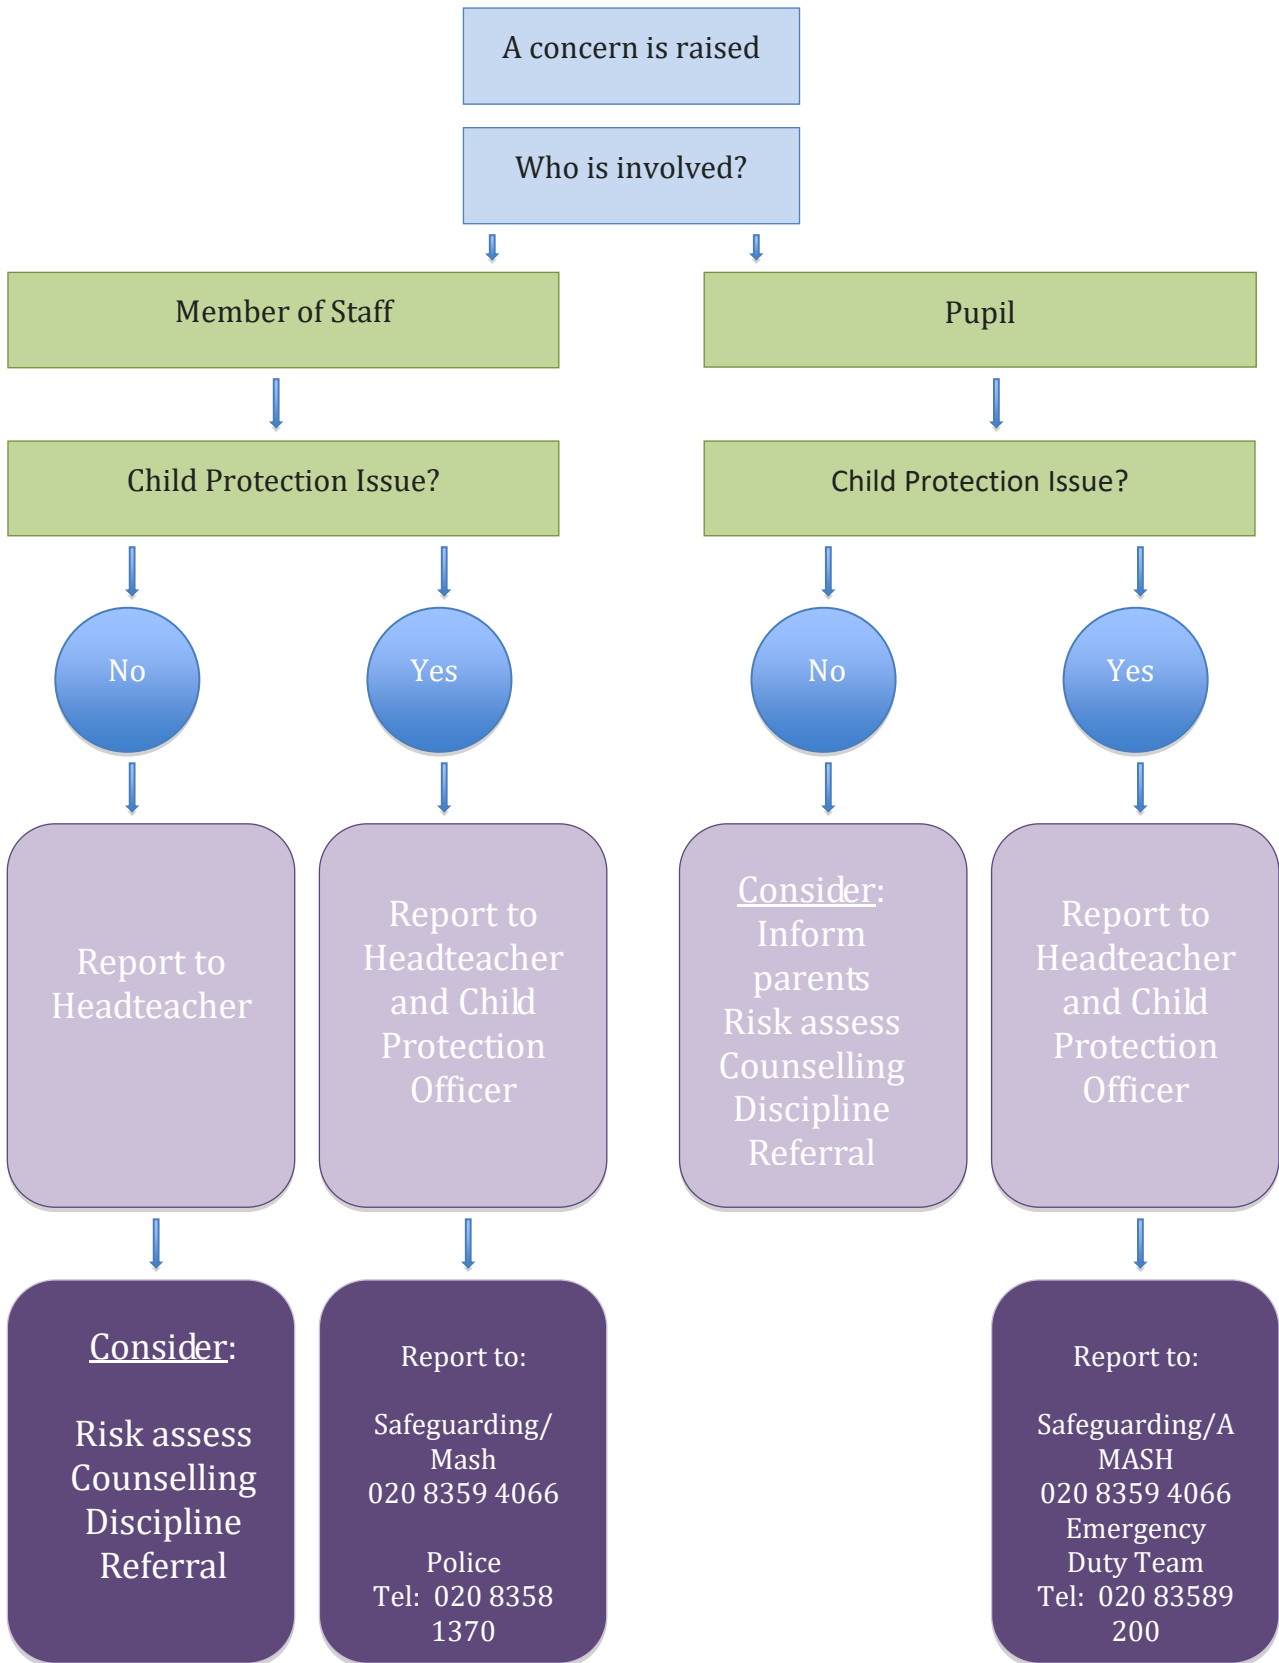 A concern is raised
Who is involved?
Member of Staff
Pupil
Child Protection Issue?
Child Protection Issue?
No
Yes
No
Yes
Report to
Headteacher
Report to
Headteacher
and Child
Protection
Officer
Consider:
Inform
parents
Risk assess
Counselling
Discipline
Referral
Report to
Headteacher
and Child
Protection
Officer
Consider:
Risk assess
Counselling
Discipline
Referral
Report to:
Safeguarding/
Mash
020 8359 4066
Police
Tel: 020 8358
1370
Report to:
Safeguarding/A
MASH
020 8359 4066
Emergency
Duty Team
Tel: 020 83589
200